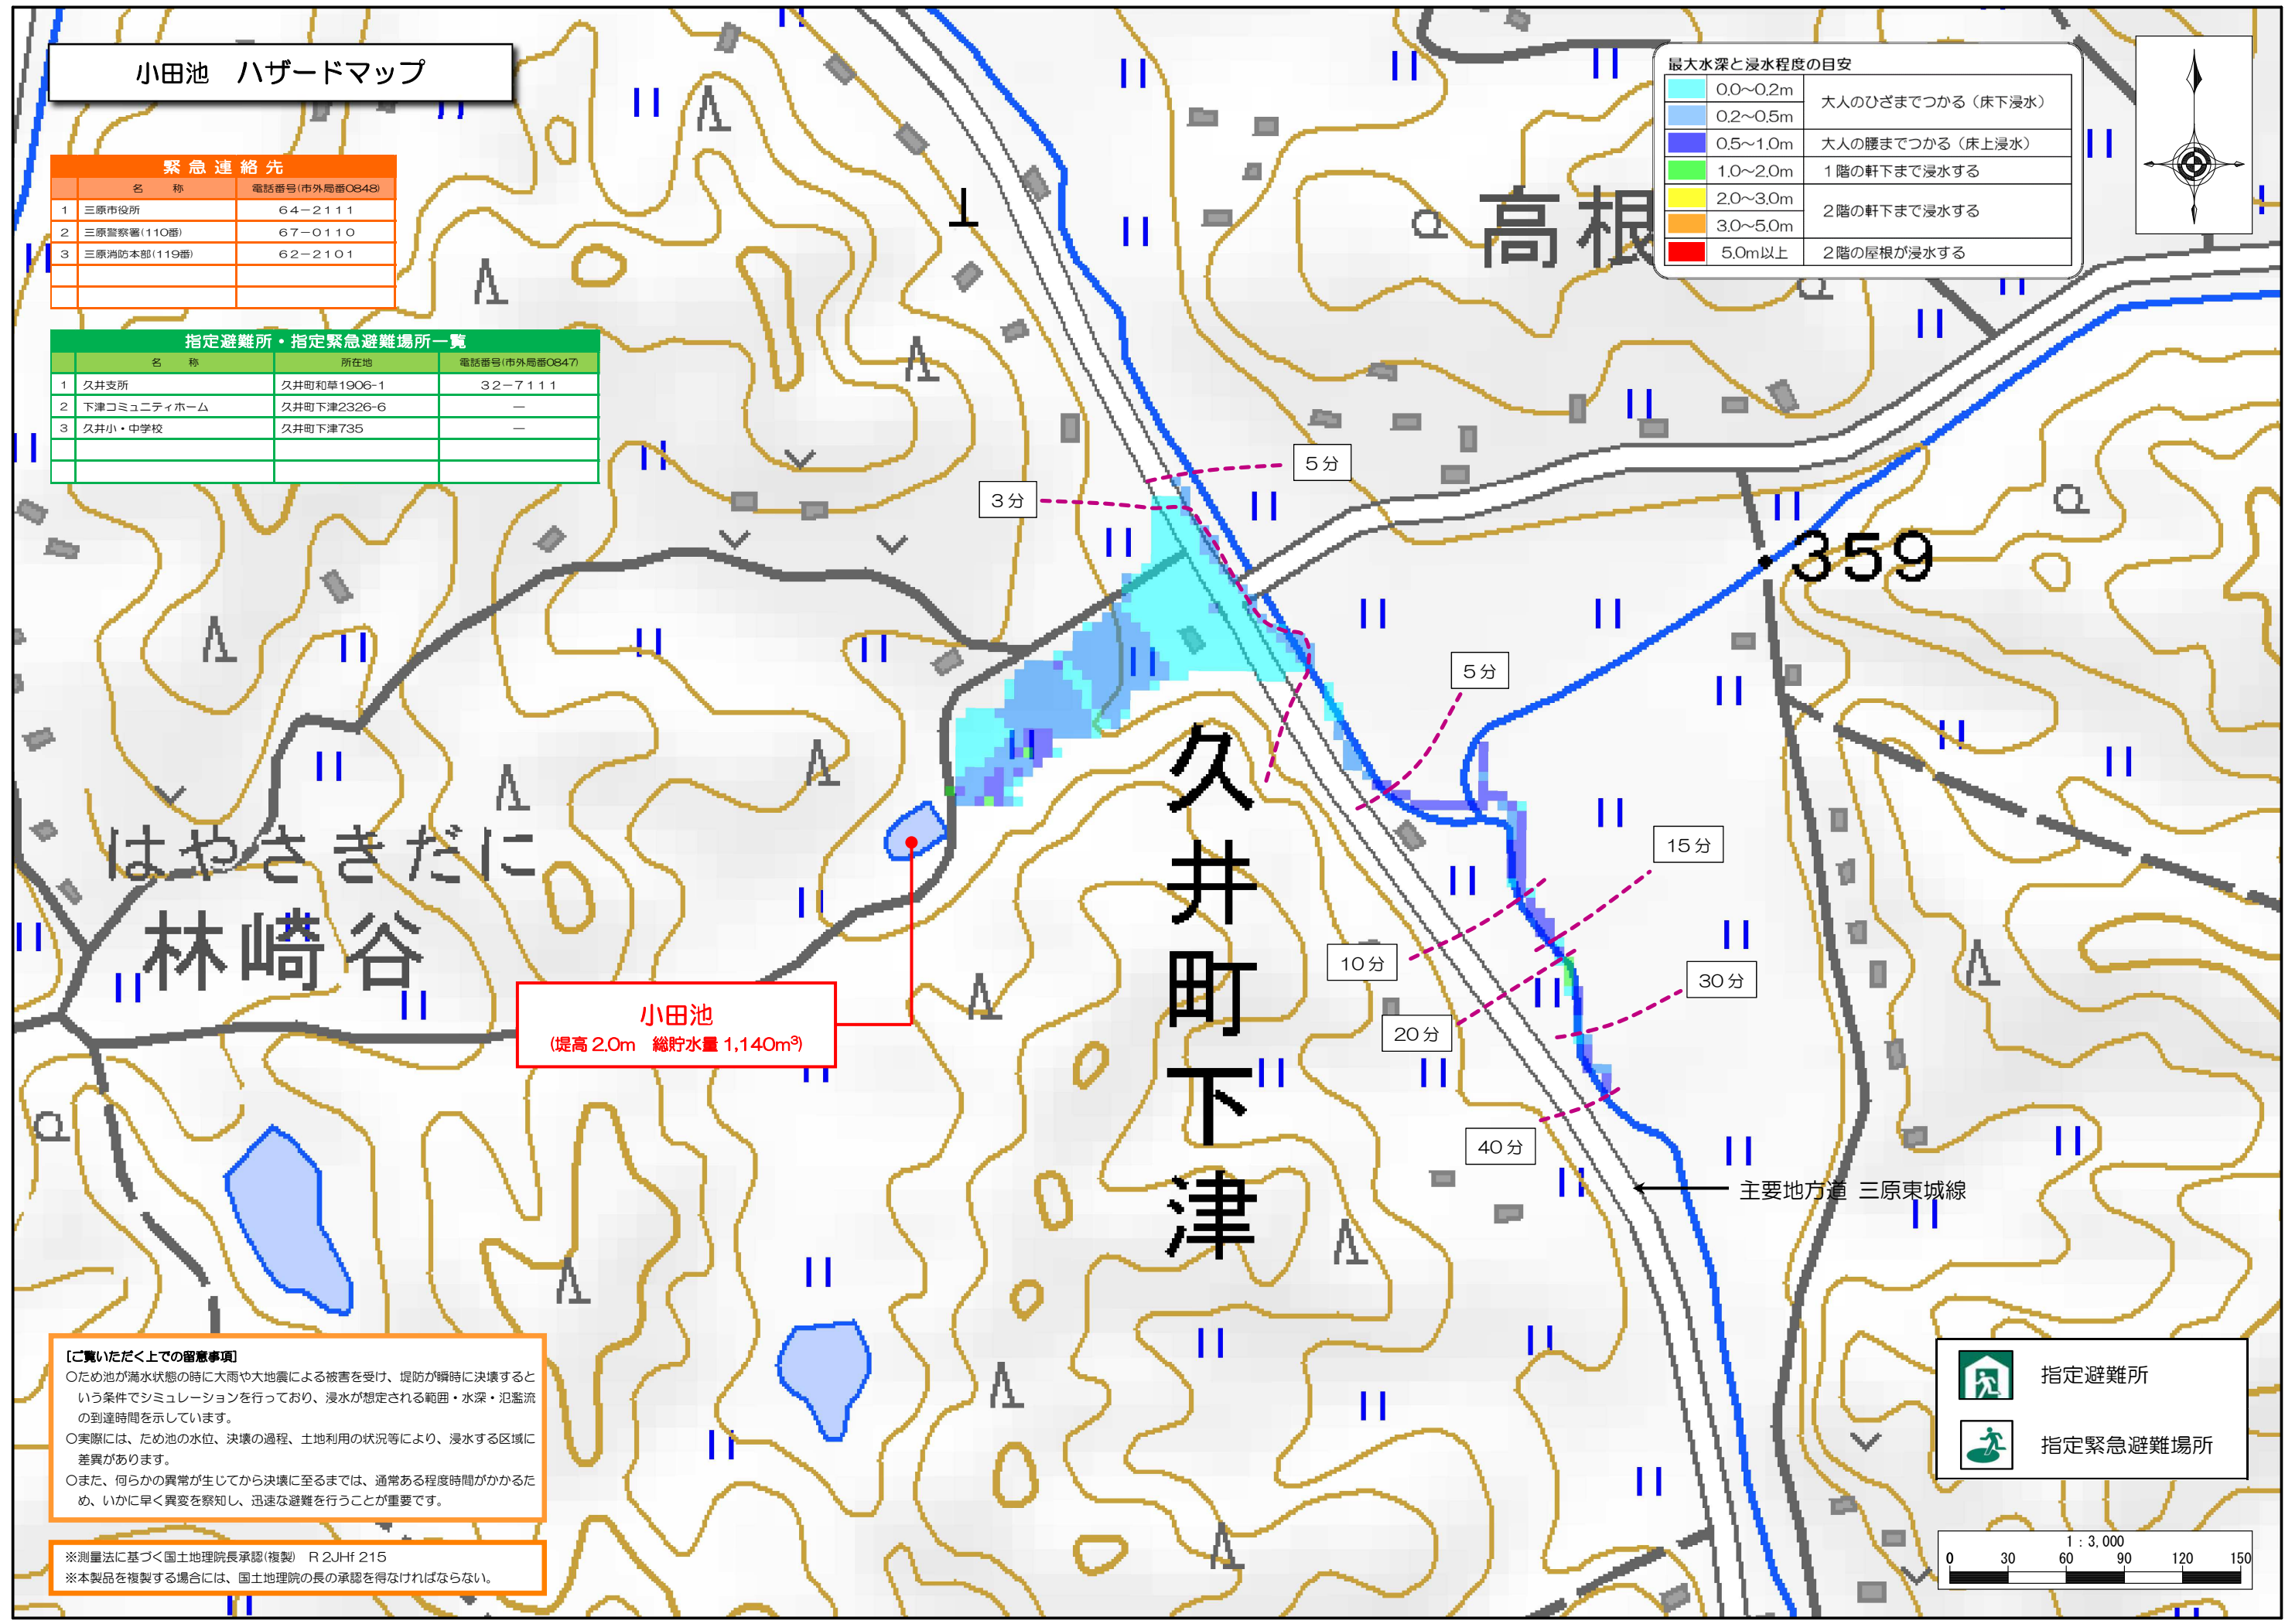 小田池　ハザードマップ
緊急連絡先
名　称　電話番号(市外局番0848)
1　三原市役所　64－2111
2　三原警察署(110番)　67－0110
3　三原消防本部(119番)　62－2101
指定避難所・指定緊急避難場所一覧
名　称　所在地　電話番号(市外局番0847)
1　久井支所　久井町和草1906-1　32－7111
2　下津コミュニティホーム　久井町下津2326-6　―
3　久井小・中学校　久井町下津735　―
最大水深と浸水程度の目安
0.0～0.2m　大人のひざまでつかる（床下浸水）
0.2～0.5m
0.5～1.0m　大人の腰までつかる（床上浸水）
1.0～2.0m　１階の軒下まで浸水する
2.0～3.0m　２階の軒下まで浸水する
3.0～5.0m
5.0m以上　２階の屋根が浸水する
高根
5分
3分
359
5分
久井町下津
15分
10分
30分
20分
40分
はやさきだに
林崎谷
小田池
(堤高 2.0m　総貯水量 1,140m³)
主要地方道 三原東城線
[ご覧いただく上での留意事項]
○ため池が満水状態の時に大雨や大地震による被害を受け、堤防が瞬時に決壊すると
いう条件でシミュレーションを行っており、浸水が想定される範囲・水深・氾濫流
の到達時間を示しています。
○実際には、ため池の水位、決壊の過程、土地利用の状況等により、浸水する区域に
差異があります。
○また、何らかの異常が生じてから決壊に至るまでは、通常ある程度時間がかかるた
め、いかに早く異変を察知し、迅速な避難を行うことが重要です。
※測量法に基づく国土地理院長承認(複製)　R 2JHf 215
※本製品を複製する場合には、国土地理院の長の承認を得なければならない。
指定避難所
指定緊急避難場所
1：3,000
0　30　60　90　120　150